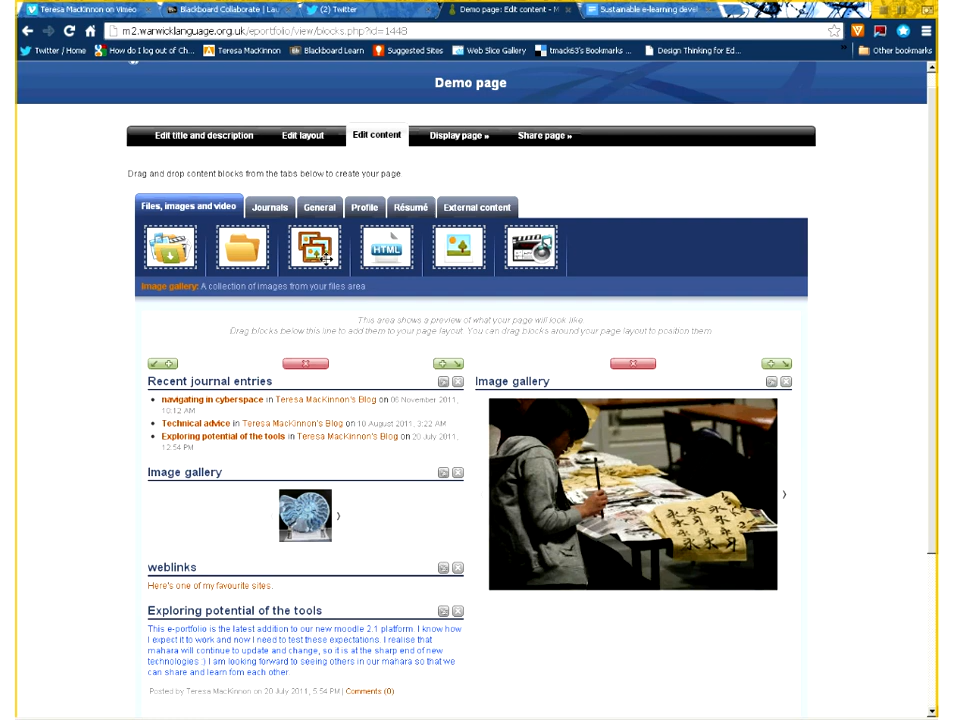 Teresa MacKinnon on Vimeo
Blackboard Collaborate | Lau
(2) Twitter
Demo page: Edit content - M
Sustainable e-learning devel
m2.warwicklanguage.org.uk/eportfolio/view/blocks.php?id=1448
Twitter / Home
How do I log out of Ch...
Teresa MacKinnon
Blackboard Learn
Suggested Sites
Web Slice Gallery
tmack63's Bookmarks ...
Design Thinking for Ed...
Other bookmarks
Demo page
Edit title and description
Edit layout
Edit content
Display page »
Share page »
Drag and drop content blocks from the tabs below to create your page.
Files, images and video
Journals
General
Profile
Résumé
External content
HTML
Image gallery: A collection of images from your files area
This area shows a preview of what your page will look like.
Drag blocks below this line to add them to your page layout. You can drag blocks around your page layout to position them.
Recent journal entries
navigating in cyberspace in Teresa MacKinnon's Blog on 06 November 2011,
10:12 AM
Technical advice in Teresa MacKinnon's Blog on 10 August 2011, 3:22 AM
Exploring potential of the tools in Teresa MacKinnon's Blog on 20 July 2011,
12:54 PM
Image gallery
weblinks
Here's one of my favourite sites.
Exploring potential of the tools
This e-portfolio is the latest addition to our new moodle 2.1 platform. I know how
I expect it to work and now I need to test these expectations. I realise that
mahara will continue to update and change, so it is at the sharp end of new
technologies :) I am looking forward to seeing others in our mahara so that we
can share and learn fom each other.
Posted by Teresa MacKinnon on 20 July 2011, 5:54 PM | Comments (0)
Image gallery
永永永